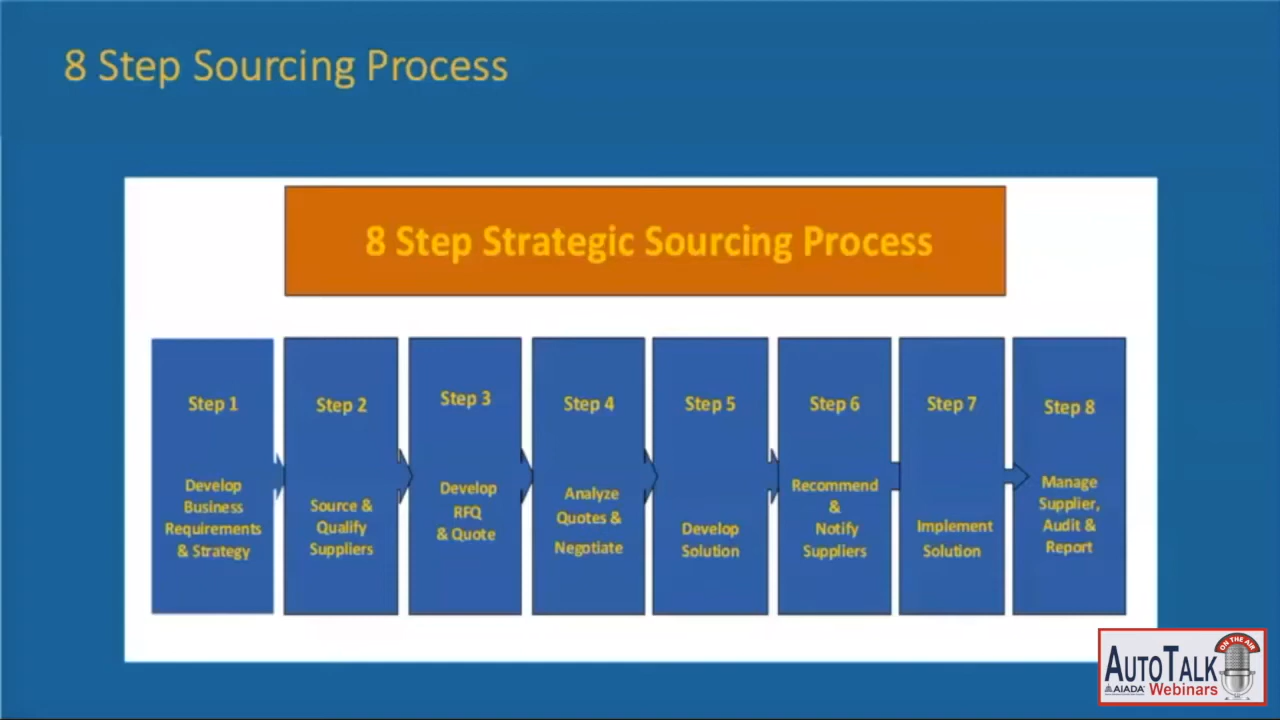 8 Step Sourcing Process
8 Step Strategic Sourcing Process
Step 1
Develop
Business
Requirements
& Strategy
Step 2
Source &
Qualify
Suppliers
Step 3
Develop
RFQ
& Quote
Step 4
Analyze
Quotes &
Negotiate
Step 5
Develop
Solution
Step 6
Recommend
&
Notify
Suppliers
Step 7
Implement
Solution
Step 8
Manage
Supplier,
Audit &
Report
ON THE AIR
AUTOTALK
AIADA Webinars